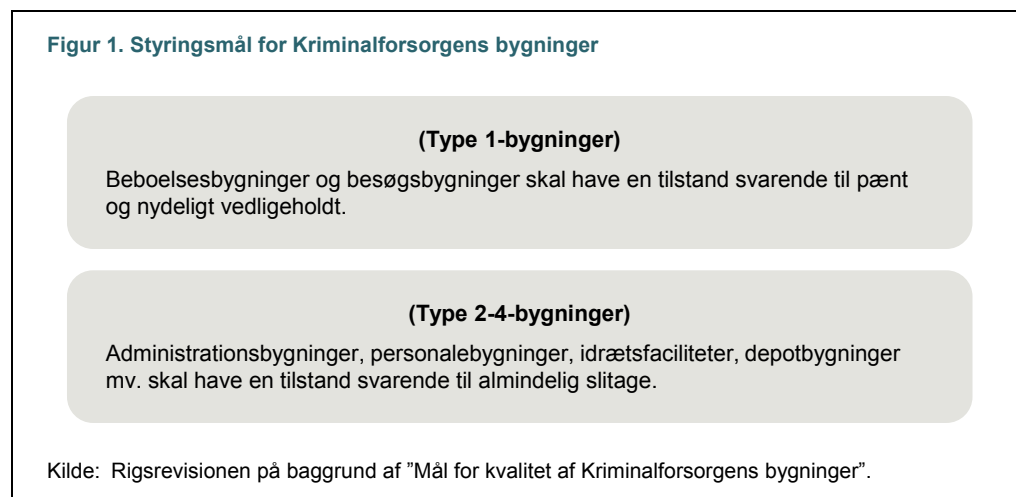 Figur 1. Styringsmål for Kriminalforsorgens bygninger
(Type 1-bygninger)
Beboelsesbygninger og besøgsbygninger skal have en tilstand svarende til pænt
og nydeligt vedligeholdt.
(Type 2-4-bygninger)
Administrationsbygninger, personalebygninger, idrætsfaciliteter, depotbygninger
mv. skal have en tilstand svarende til almindelig slitage.
Kilde: Rigsrevisionen på baggrund af ”Mål for kvalitet af Kriminalforsorgens bygninger”.